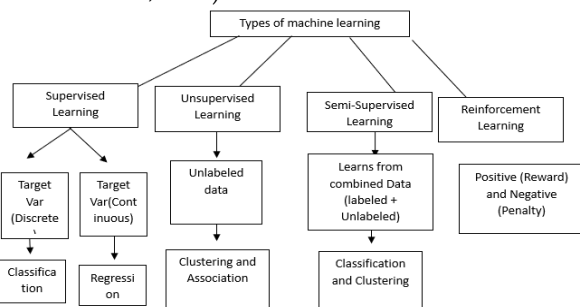 Types of machine learning
Supervised
Learning
Unsupervised
Learning
Semi-Supervised
Learning
Reinforcement
Learning
Target
Var
(Discrete
Target
Var(Cont
inuous)
Unlabeled
data
Learns from
combined Data
(labeled +
Unlabeled)
Positive (Reward)
and Negative
(Penalty)
Classifica
tion
Regressi
on
Clustering and
Association
Classification
and Clustering